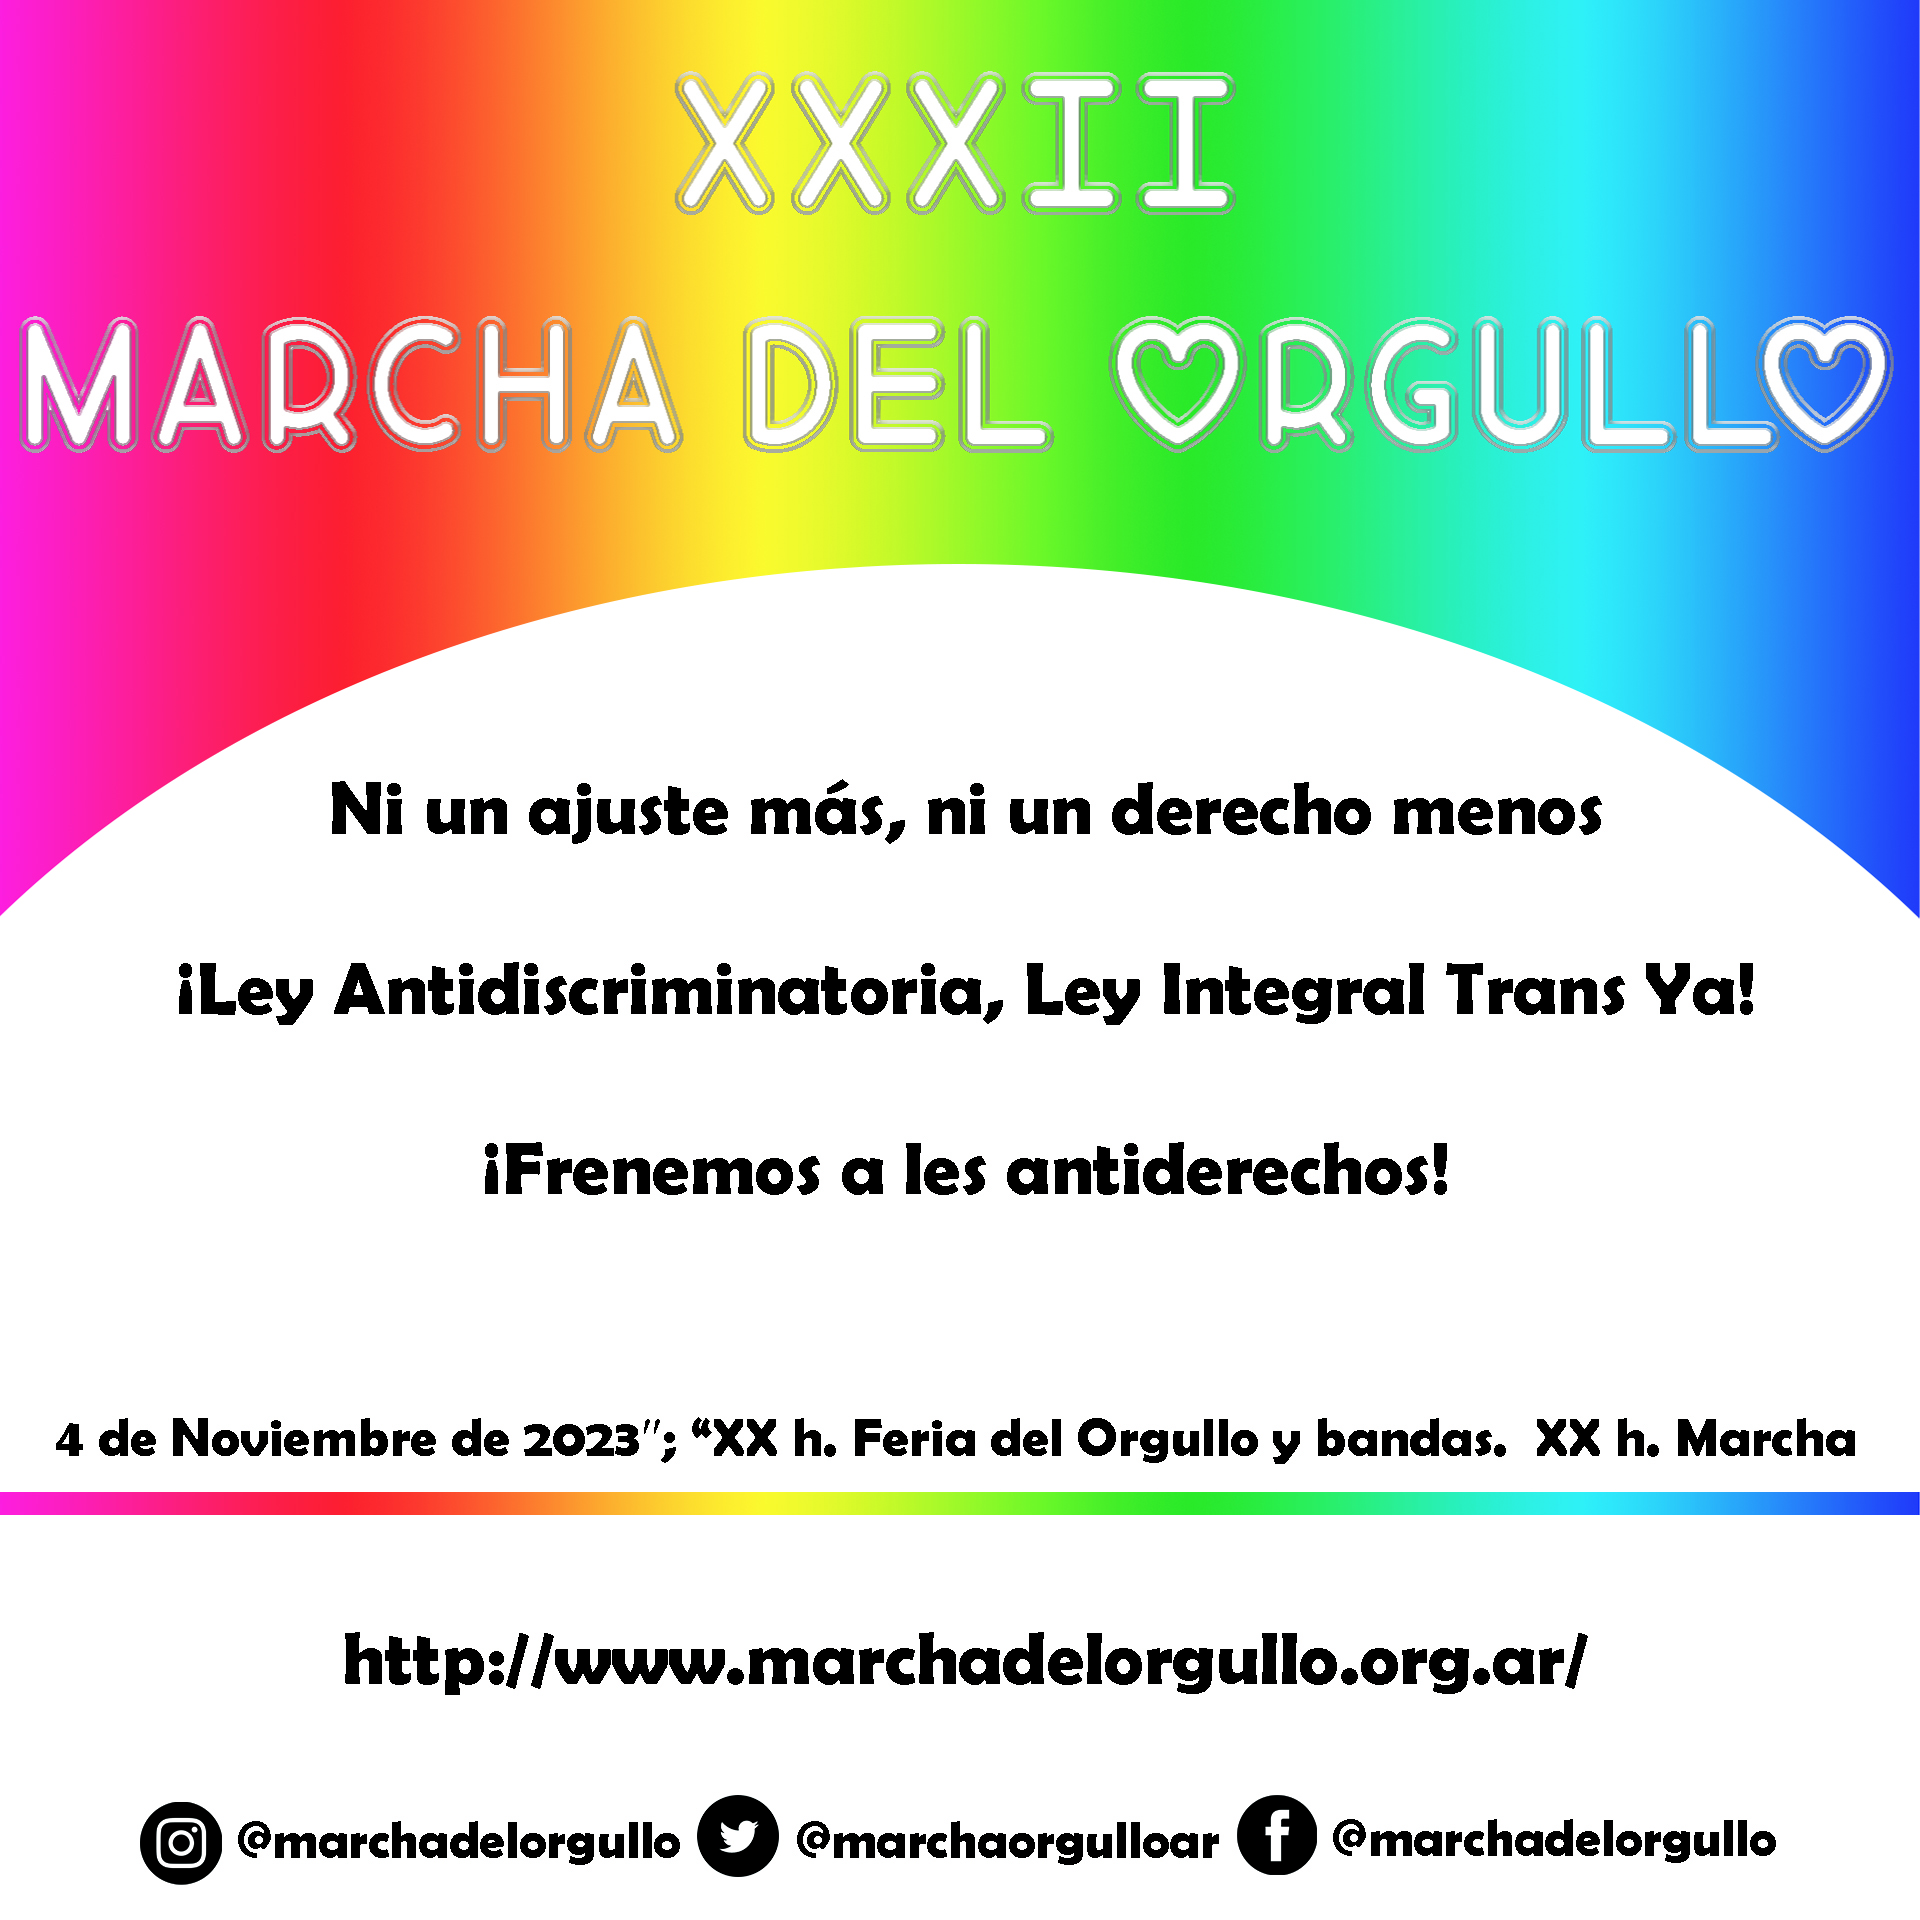 XXXII
MARCHA DEL ORGULLO
Ni un ajuste más, ni un derecho menos
¡Ley Antidiscriminatoria, Ley Integral Trans Ya!
¡Frenemos a les antiderechos!
4 de Noviembre de 2023″; “XX h. Feria del Orgullo y bandas.  XX h. Marcha
http://www.marchadelorgullo.org.ar/
@marchadelorgullo @marchaorgulloar @marchadelorgullo